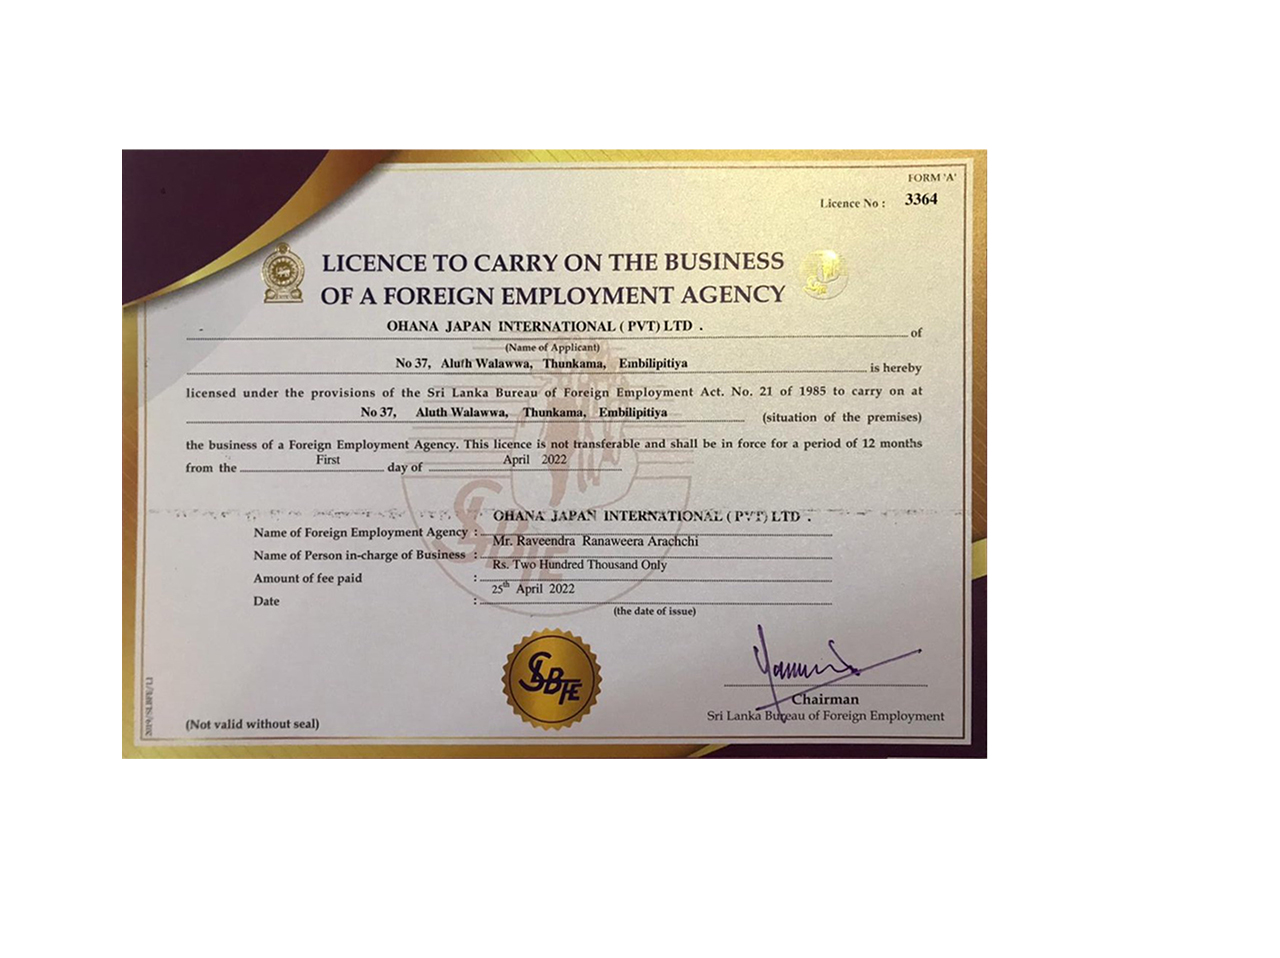 FORM 'A'
Licence No : 3364
LICENCE TO CARRY ON THE BUSINESS
OF A FOREIGN EMPLOYMENT AGENCY
OHANA JAPAN INTERNATIONAL ( PVT) LTD . of
(Name of Applicant)
No 37, Aluth Walawwa, Thunkama, Embilipitiya is hereby
licensed under the provisions of the Sri Lanka Bureau of Foreign Employment Act. No. 21 of 1985 to carry on at
No 37, Aluth Walawwa, Thunkama, Embilipitiya (situation of the premises)
the business of a Foreign Employment Agency. This licence is not transferable and shall be in force for a period of 12 months
from the First day of April 2022
Name of Foreign Employment Agency : OHANA JAPAN INTERNATIONAL ( PVT) LTD .
Name of Person in-charge of Business : Mr. Raveendra Ranaweera Arachchi
Amount of fee paid : Rs. Two Hundred Thousand Only
Date : 25th April 2022
(the date of issue)
SLBFE
Chairman
Sri Lanka Bureau of Foreign Employment
(Not valid without seal)
2019/SLBFE/LI